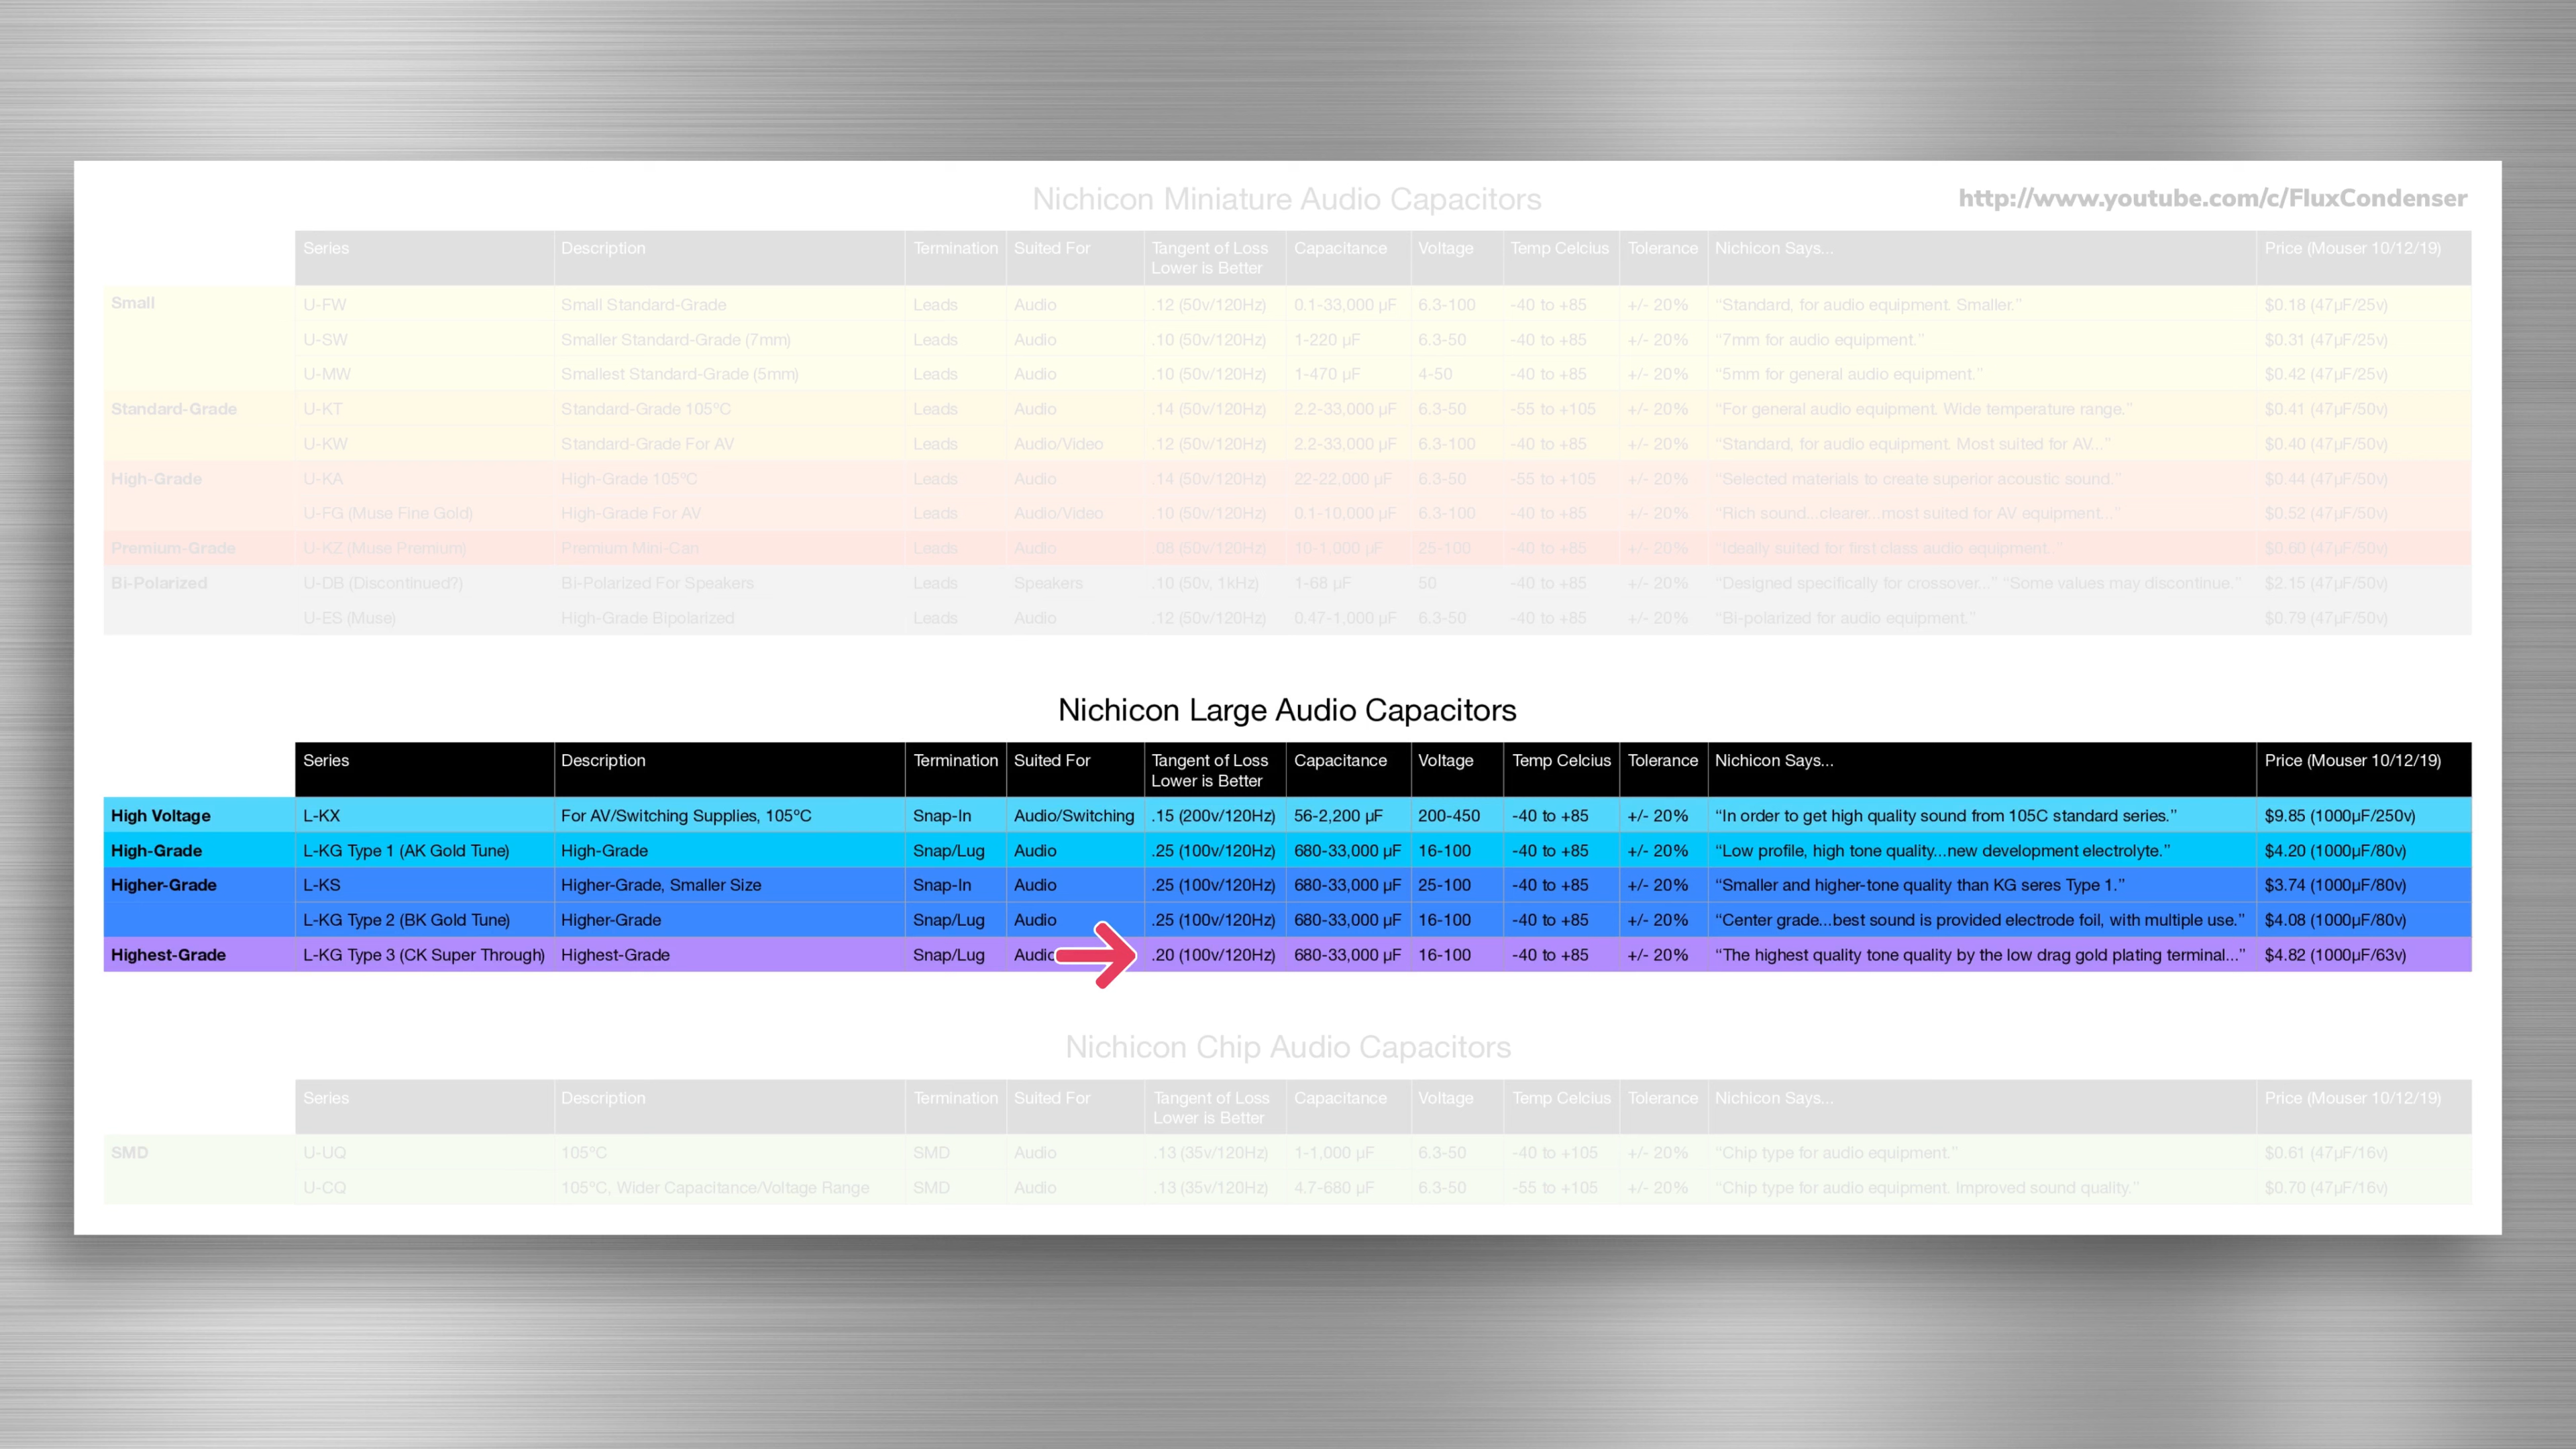 Nichicon Miniature Audio Capacitors
http://www.youtube.com/c/FluxCondenser
Series Description Termination Suited For Tangent of Loss Lower is Better Capacitance Voltage Temp Celcius Tolerance Nichicon Says... Price (Mouser 10/12/19)
Small U-FW Small Standard-Grade Leads Audio .12 (50v/120Hz) 0.1-33,000 µF 6.3-100 -40 to +85 +/- 20% “Standard, for audio equipment. Smaller.” $0.18 (47µF/25v)
U-SW Smaller Standard-Grade (7mm) Leads Audio .10 (50v/120Hz) 1-220 µF 6.3-50 -40 to +85 +/- 20% “7mm for audio equipment.” $0.31 (47µF/25v)
U-MW Smallest Standard-Grade (5mm) Leads Audio .10 (50v/120Hz) 1-470 µF 4-50 -40 to +85 +/- 20% “5mm for general audio equipment.” $0.42 (47µF/25v)
Standard-Grade U-KT Standard-Grade 105ºC Leads Audio .14 (50v/120Hz) 2.2-33,000 µF 6.3-50 -55 to +105 +/- 20% “For general audio equipment. Wide temperature range.” $0.41 (47µF/50v)
U-KW Standard-Grade For AV Leads Audio/Video .12 (50v/120Hz) 2.2-33,000 µF 6.3-100 -40 to +85 +/- 20% “Standard, for audio equipment. Most suited for AV...” $0.40 (47µF/50v)
High-Grade U-KA High-Grade 105ºC Leads Audio .14 (50v/120Hz) 22-22,000 µF 6.3-50 -55 to +105 +/- 20% “Selected materials to create superior acoustic sound.” $0.44 (47µF/50v)
U-FG (Muse Fine Gold) High-Grade For AV Leads Audio/Video .10 (50v/120Hz) 0.1-10,000 µF 6.3-100 -40 to +85 +/- 20% “Rich sound...clearer...most suited for AV equipment...” $0.52 (47µF/50v)
Premium-Grade U-KZ (Muse Premium) Premium Mini-Can Leads Audio .08 (50v/120Hz) 10-1,000 µF 25-100 -40 to +85 +/- 20% “Ideally suited for first class audio equipment..” $0.60 (47µF/50v)
Bi-Polarized U-DB (Discontinued?) Bi-Polarized For Speakers Leads Speakers .10 (50v, 1kHz) 1-68 µF 50 -40 to +85 +/- 20% “Designed specifically for crossover...” “Some values may discontinue.” $2.15 (47µF/50v)
U-ES (Muse) High-Grade Bipolarized Leads Audio .12 (50v/120Hz) 0.47-1,000 µF 6.3-50 -40 to +85 +/- 20% “Bi-polarized for audio equipment.” $0.79 (47µF/50v)
Nichicon Large Audio Capacitors
Series Description Termination Suited For Tangent of Loss Lower is Better Capacitance Voltage Temp Celcius Tolerance Nichicon Says... Price (Mouser 10/12/19)
High Voltage L-KX For AV/Switching Supplies, 105ºC Snap-In Audio/Switching .15 (200v/120Hz) 56-2,200 µF 200-450 -40 to +85 +/- 20% “In order to get high quality sound from 105C standard series.” $9.85 (1000µF/250v)
High-Grade L-KG Type 1 (AK Gold Tune) High-Grade Snap/Lug Audio .25 (100v/120Hz) 680-33,000 µF 16-100 -40 to +85 +/- 20% “Low profile, high tone quality...new development electrolyte.” $4.20 (1000µF/80v)
Higher-Grade L-KS Higher-Grade, Smaller Size Snap-In Audio .25 (100v/120Hz) 680-33,000 µF 25-100 -40 to +85 +/- 20% “Smaller and higher-tone quality than KG seres Type 1.” $3.74 (1000µF/80v)
L-KG Type 2 (BK Gold Tune) Higher-Grade Snap/Lug Audio .25 (100v/120Hz) 680-33,000 µF 16-100 -40 to +85 +/- 20% “Center grade...best sound is provided electrode foil, with multiple use.” $4.08 (1000µF/80v)
Highest-Grade L-KG Type 3 (CK Super Through) Highest-Grade Snap/Lug Audio .20 (100v/120Hz) 680-33,000 µF 16-100 -40 to +85 +/- 20% “The highest quality tone quality by the low drag gold plating terminal...” $4.82 (1000µF/63v)
Nichicon Chip Audio Capacitors
Series Description Termination Suited For Tangent of Loss Lower is Better Capacitance Voltage Temp Celcius Tolerance Nichicon Says... Price (Mouser 10/12/19)
SMD U-UQ 105ºC SMD Audio .13 (35v/120Hz) 1-1,000 µF 6.3-50 -40 to +105 +/- 20% “Chip type for audio equipment.” $0.61 (47µF/16v)
U-CQ 105ºC, Wider Capacitance/Voltage Range SMD Audio .13 (35v/120Hz) 4.7-680 µF 6.3-50 -55 to +105 +/- 20% “Chip type for audio equipment. Improved sound quality.” $0.70 (47µF/16v)